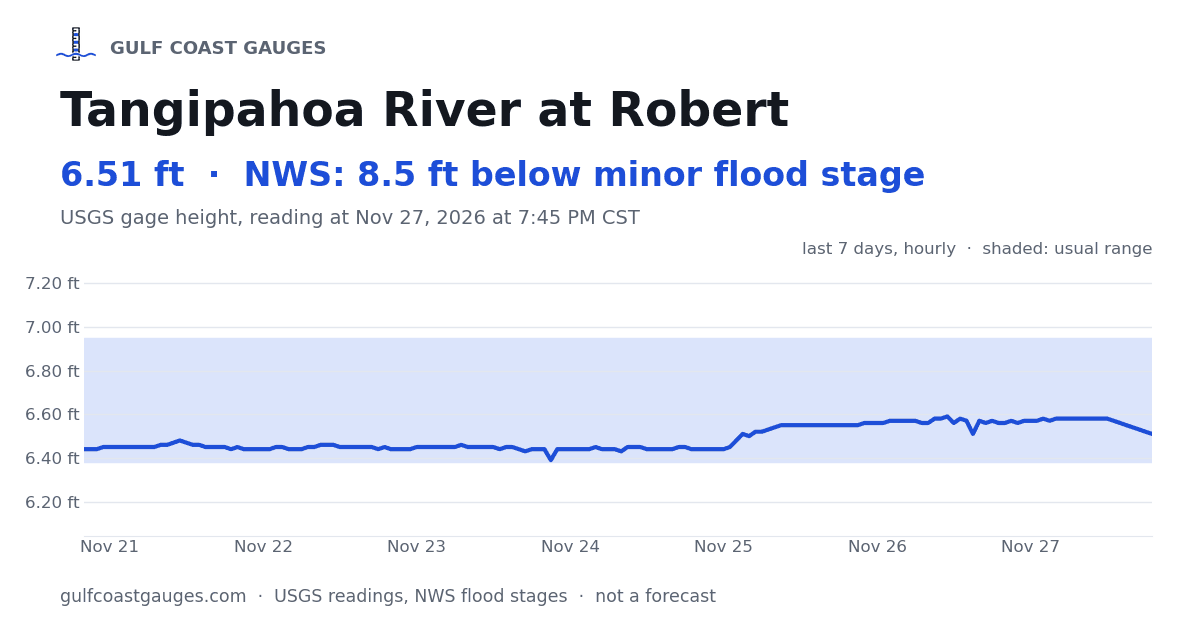 GULF COAST GAUGES
Tangipahoa River at Robert
6.51 ft · NWS: 8.5 ft below minor flood stage
USGS gage height, reading at Nov 27, 2026 at 7:45 PM CST
last 7 days, hourly · shaded: usual range
7.20 ft
7.00 ft
6.80 ft
6.60 ft
6.40 ft
6.20 ft
Nov 21 Nov 22 Nov 23 Nov 24 Nov 25 Nov 26 Nov 27
gulfcoastgauges.com · USGS readings, NWS flood stages · not a forecast